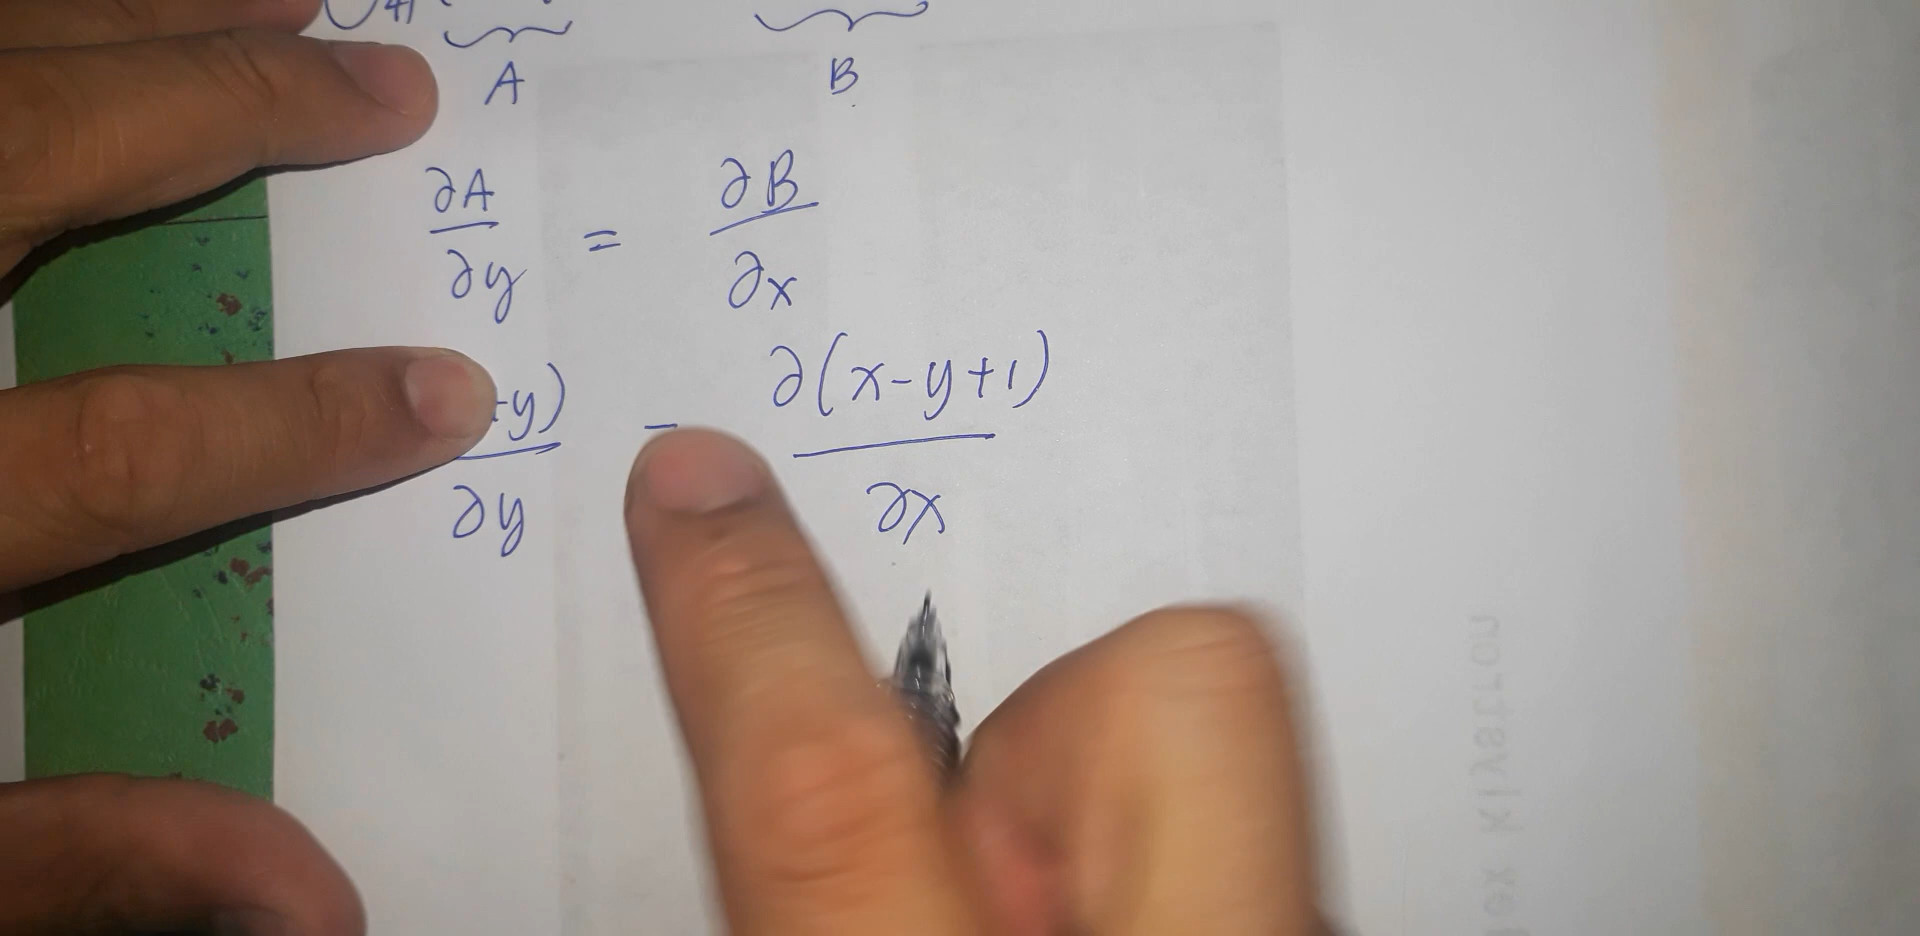 A B
∂A/∂y = ∂B/∂x
+y)/∂y = ∂(x-y+1)/∂x